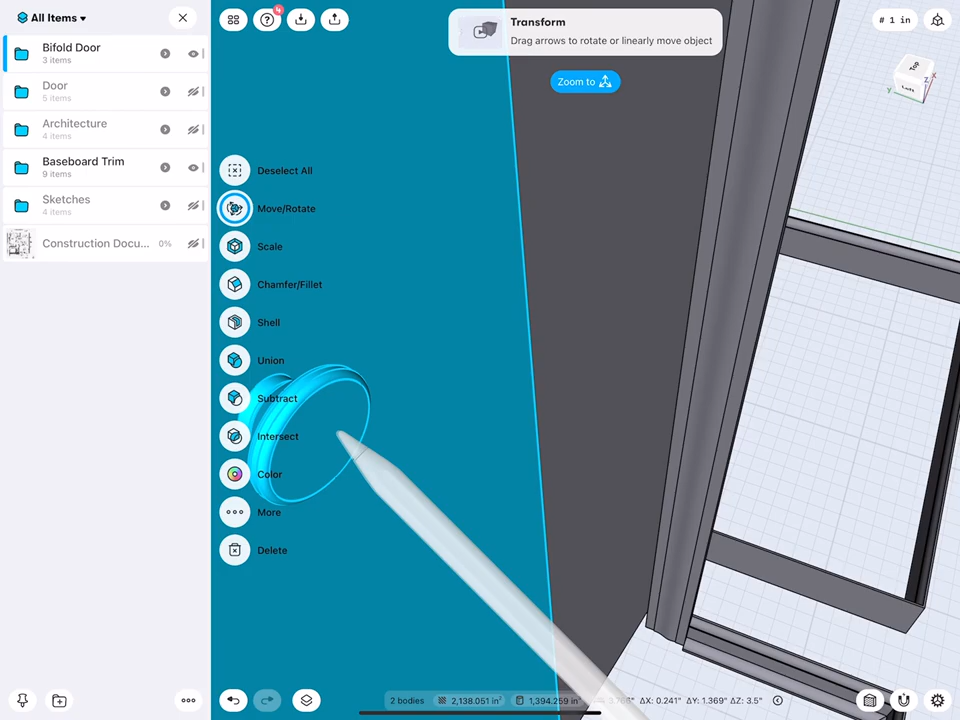 All Items ▾
Bifold Door
3 items
Door
5 items
Architecture
4 items
Baseboard Trim
9 items
Sketches
4 items
Construction Docu... 0%
4
Transform
Drag arrows to rotate or linearly move object
Zoom to
# 1 in
Top
Left
X
Y
Z
Deselect All
Move/Rotate
Scale
Chamfer/Fillet
Shell
Union
Subtract
Intersect
Color
More
Delete
2 bodies
2,138.051 in²
1,394.259 in³
ΔX: 0.241" ΔY: 1.369" ΔZ: 3.5"